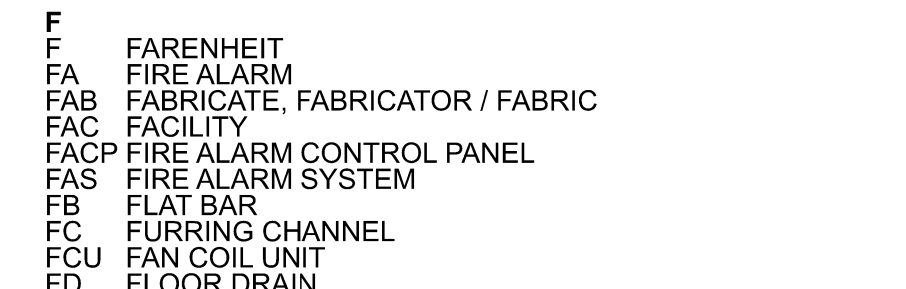 F
F FARENHEIT
FA FIRE ALARM
FAB FABRICATE, FABRICATOR / FABRIC
FAC FACILITY
FACP FIRE ALARM CONTROL PANEL
FAS FIRE ALARM SYSTEM
FB FLAT BAR
FC FURRING CHANNEL
FCU FAN COIL UNIT
FD FLOOR DRAIN